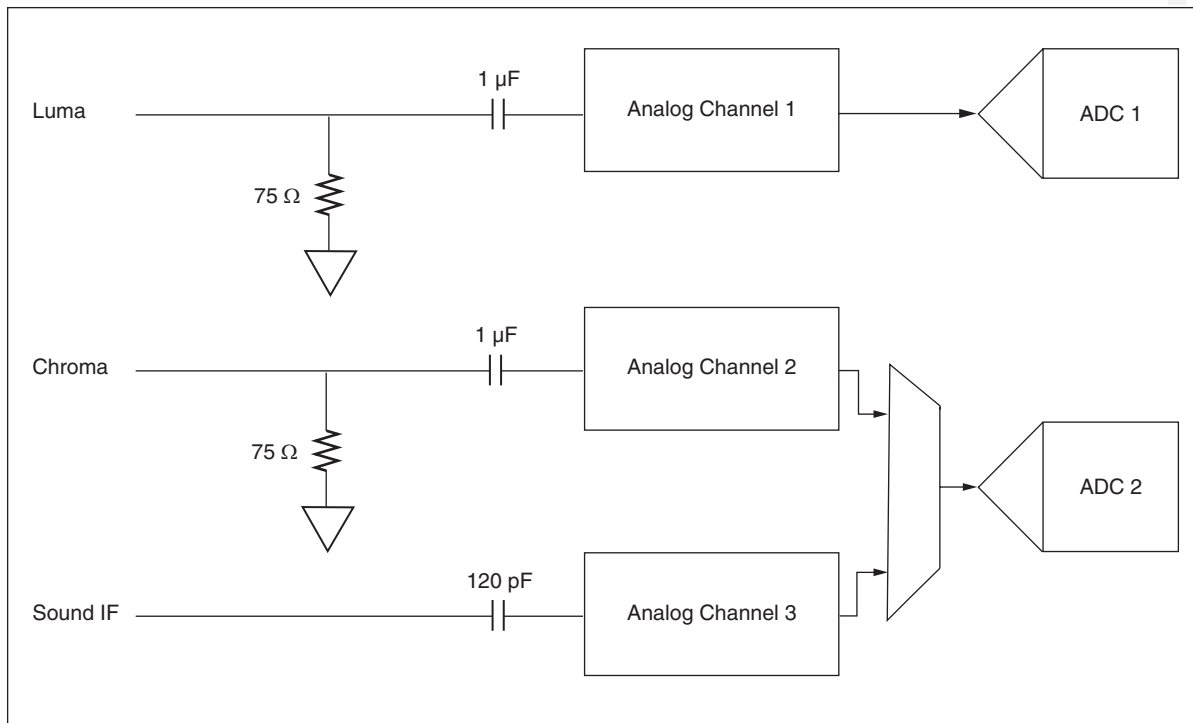 1 µF
Luma
Analog Channel 1
ADC 1
75 Ω
1 µF
Chroma
Analog Channel 2
75 Ω
ADC 2
120 pF
Sound IF
Analog Channel 3